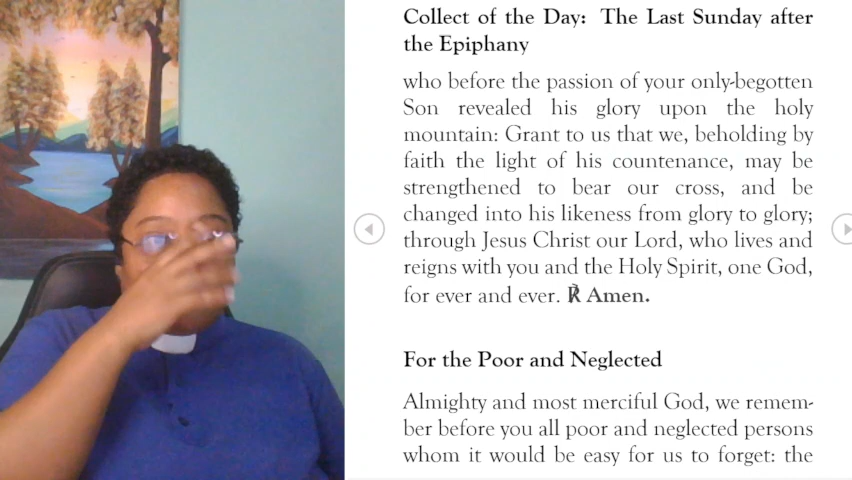 Collect of the Day: The Last Sunday after
the Epiphany
who before the passion of your only-begotten
Son revealed his glory upon the holy
mountain: Grant to us that we, beholding by
faith the light of his countenance, may be
strengthened to bear our cross, and be
changed into his likeness from glory to glory;
through Jesus Christ our Lord, who lives and
reigns with you and the Holy Spirit, one God,
for ever and ever. ℟ Amen.
For the Poor and Neglected
Almighty and most merciful God, we remem-
ber before you all poor and neglected persons
whom it would be easy for us to forget: the